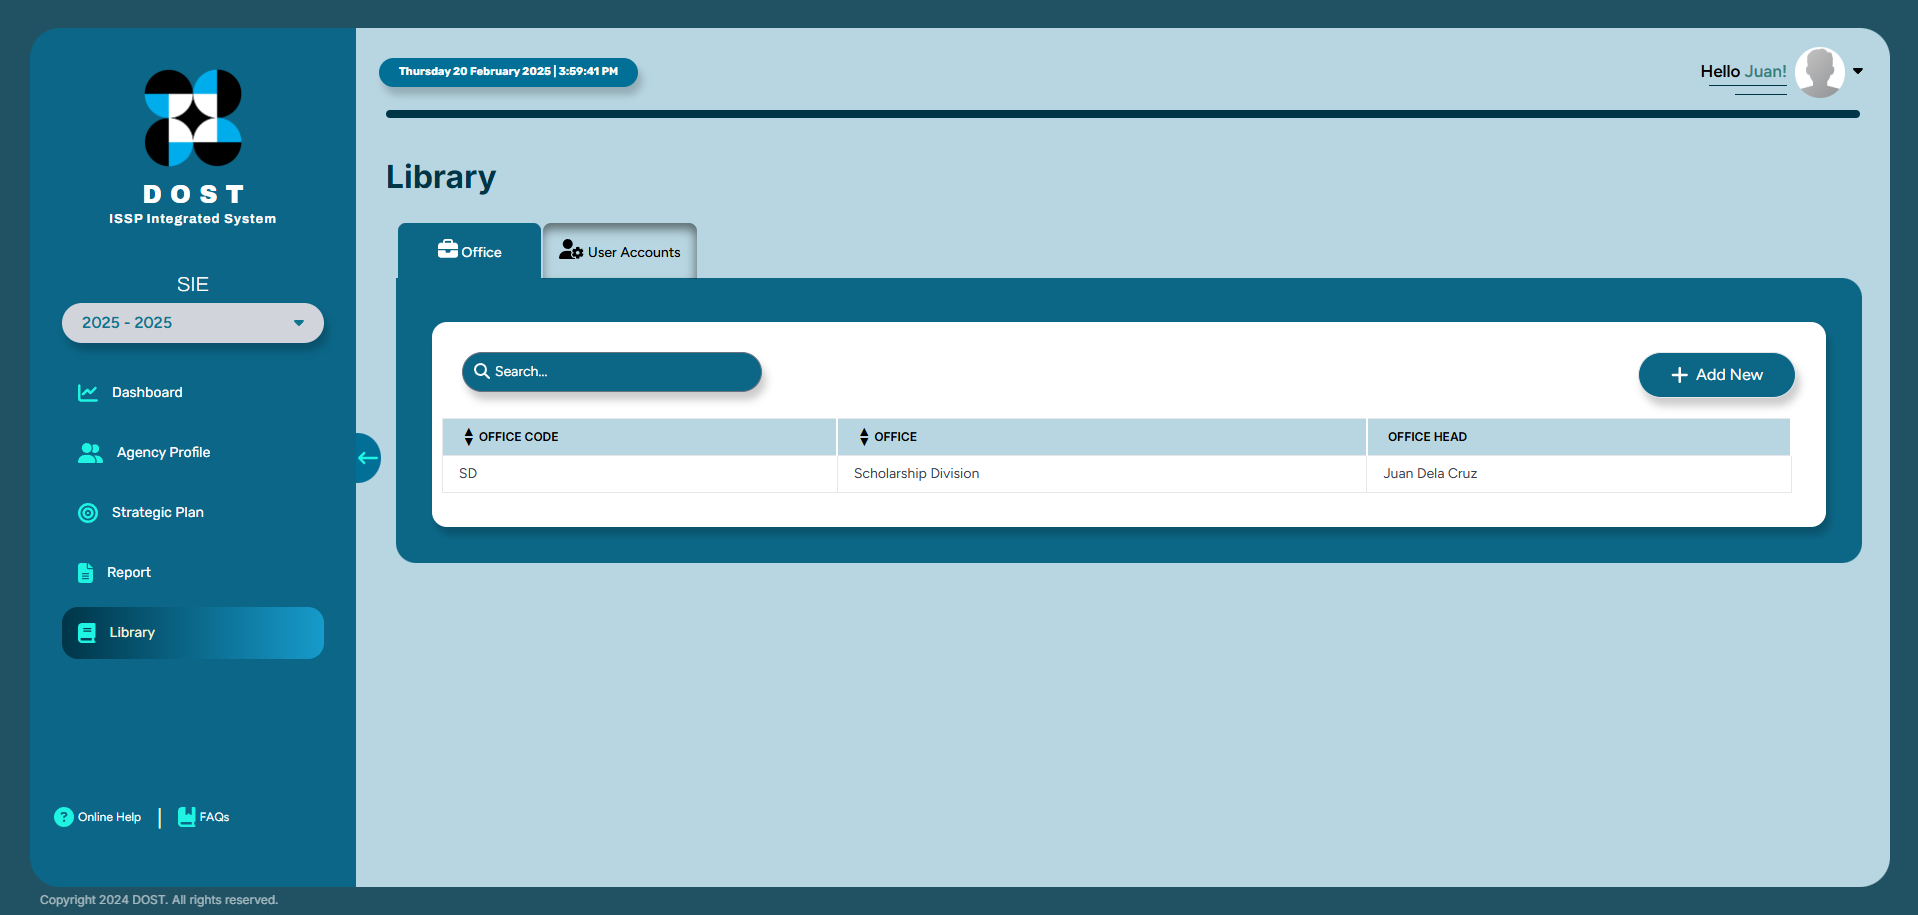 Thursday 20 February 2025 | 3:59:41 PM
Hello Juan!
DOST
ISSP Integrated System
SIE
2025 - 2025
Dashboard
Agency Profile
Strategic Plan
Report
Library
? Online Help | FAQs
Library
Office
User Accounts
Search...
+ Add New
OFFICE CODE OFFICE OFFICE HEAD
SD Scholarship Division Juan Dela Cruz
Copyright 2024 DOST. All rights reserved.